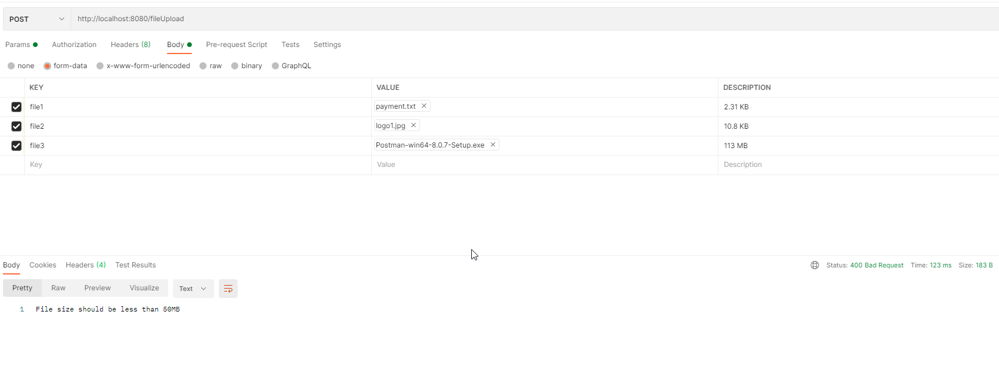 POST http://localhost:8080/fileUpload
Params Authorization Headers (8) Body Pre-request Script Tests Settings
none form-data x-www-form-urlencoded raw binary GraphQL
KEY VALUE DESCRIPTION
file1 payment.txt 2.31 KB
file2 logo1.jpg 10.8 KB
file3 Postman-win64-8.0.7-Setup.exe 113 MB
Key Value Description
Body Cookies Headers (4) Test Results Status: 400 Bad Request Time: 123 ms Size: 183 B
Pretty Raw Preview Visualize Text
1 File size should be less than 50MB